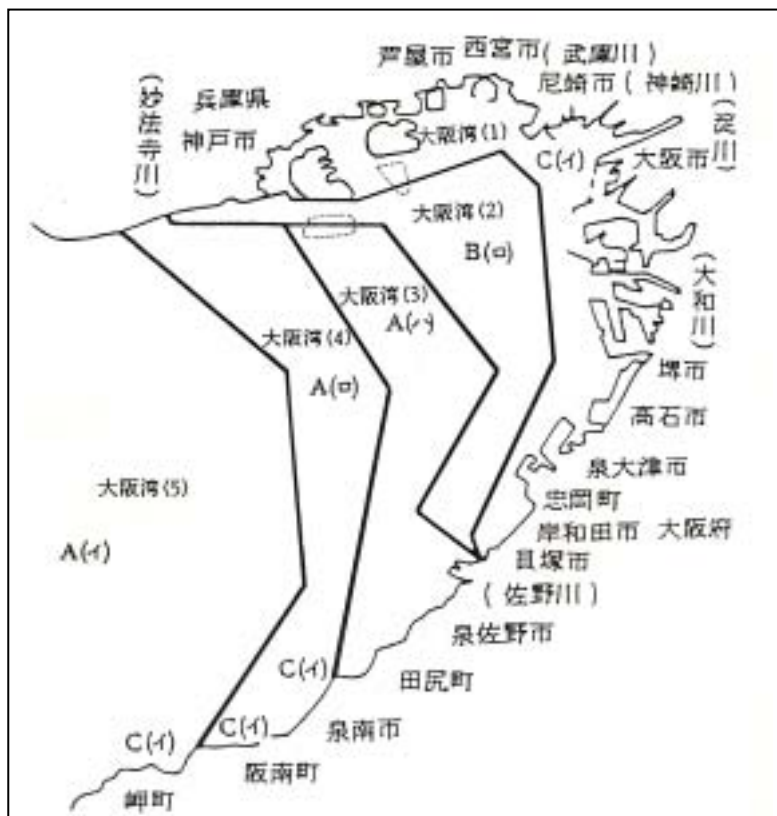 芦屋市 西宮市(武庫川)
尼崎市(神崎川)
兵庫県
神戸市
(妙法寺川)
大阪湾(1)
C(イ)
(淀川)
大阪市
大阪湾(2)
B(ロ)
(大和川)
大阪湾(3)
A(ハ)
大阪湾(4)
A(ロ)
堺市
高石市
泉大津市
大阪湾(5)
A(イ)
忠岡町
岸和田市 大阪府
貝塚市
(佐野川)
泉佐野市
C(イ)
田尻町
C(イ)
泉南市
C(イ)
阪南町
岬町